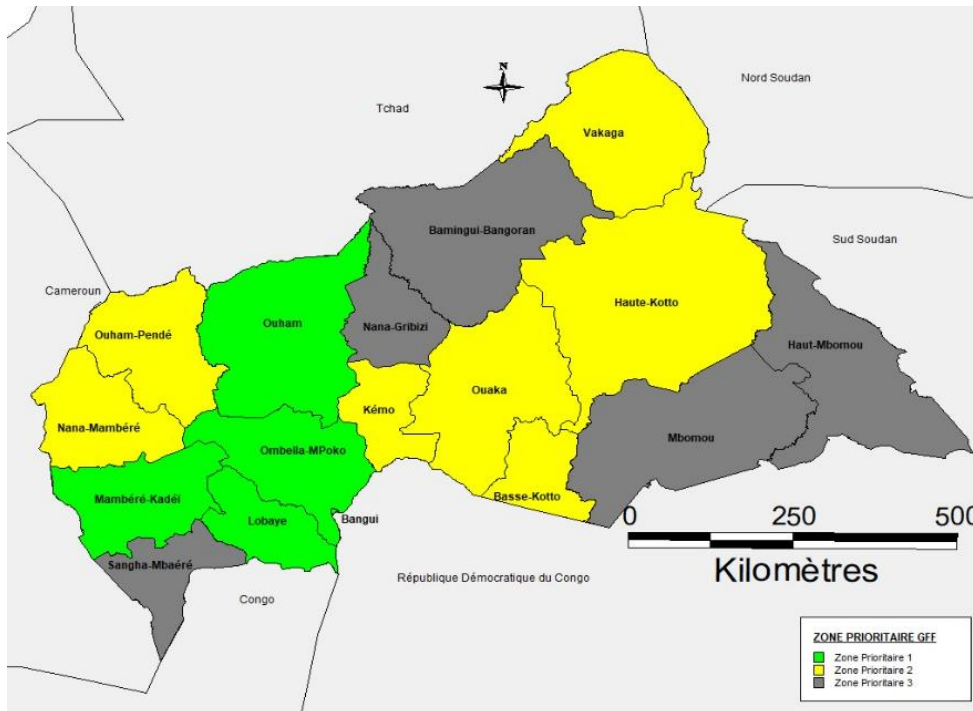 N
Nord Soudan
Tchad
Vakaga
Bamingui-Bangoran
Sud Soudan
Cameroun
Haute-Kotto
Ouham
Nana-Gribizi
Ouham-Pendé
Haut-Mbomou
Ouaka
Kémo
Nana-Mambéré
Mbomou
Ombella-MPoko
Basse-Kotto
Mambéré-Kadéï
Lobaye
Bangui
0 250 500
Kilomètres
Sangha-Mbaéré
République Démocratique du Congo
Congo
ZONE PRIORITAIRE GFF
Zone Prioritaire 1
Zone Prioritaire 2
Zone Prioritaire 3